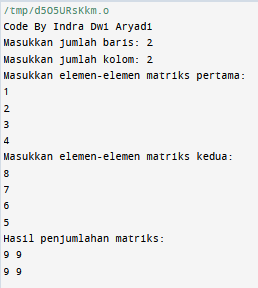 /tmp/d5O5URsKkm.o
Code By Indra Dwi Aryadi
Masukkan jumlah baris: 2
Masukkan jumlah kolom: 2
Masukkan elemen-elemen matriks pertama:
1
2
3
4
Masukkan elemen-elemen matriks kedua:
8
7
6
5
Hasil penjumlahan matriks:
9 9
9 9